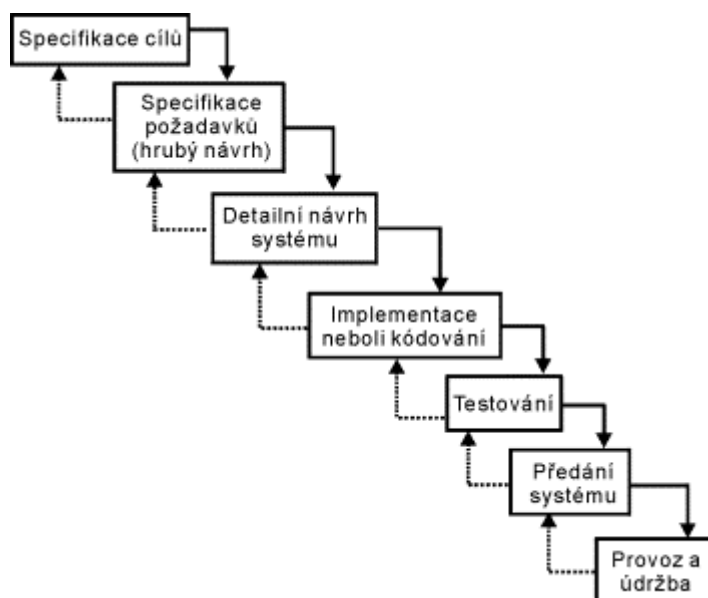 Specifikace cílů
Specifikace
požadavků
(hrubý návrh)
Detailní návrh
systému
Implementace
neboli kódování
Testování
Předání
systému
Provoz a
údržba